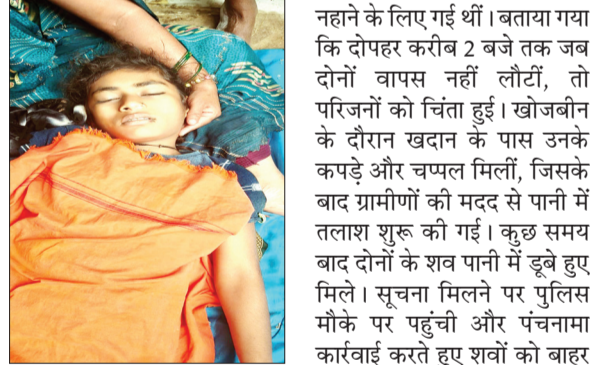 नहाने के लिए गई थीं। बताया गया
कि दोपहर करीब 2 बजे तक जब
दोनों वापस नहीं लौटीं, तो
परिजनों को चिंता हुई। खोजबीन
के दौरान खदान के पास उनके
कपड़े और चप्पल मिलीं, जिसके
बाद ग्रामीणों की मदद से पानी में
तलाश शुरू की गई। कुछ समय
बाद दोनों के शव पानी में डूबे हुए
मिले। सूचना मिलने पर पुलिस
मौके पर पहुंची और पंचनामा
कार्रवाई करते हुए शवों को बाहर